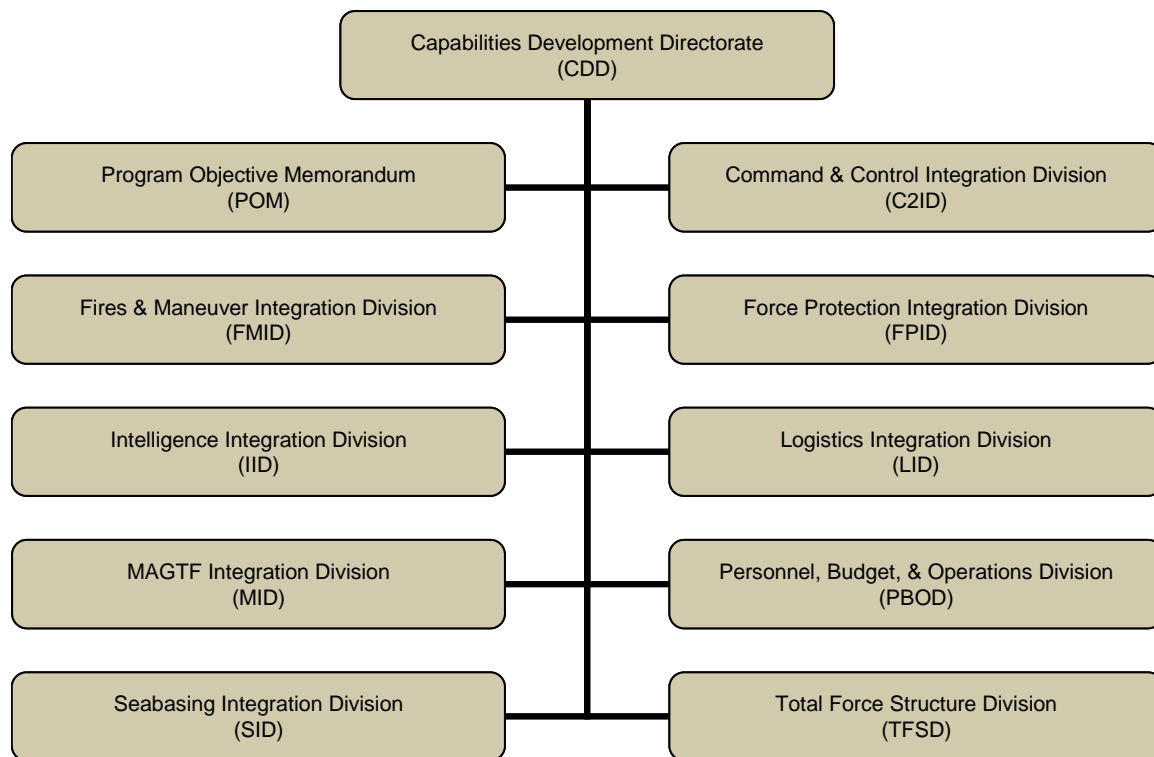 Capabilities Development Directorate
(CDD)
Program Objective Memorandum
(POM)
Command & Control Integration Division
(C2ID)
Fires & Maneuver Integration Division
(FMID)
Force Protection Integration Division
(FPID)
Intelligence Integration Division
(IID)
Logistics Integration Division
(LID)
MAGTF Integration Division
(MID)
Personnel, Budget, & Operations Division
(PBOD)
Seabasing Integration Division
(SID)
Total Force Structure Division
(TFSD)